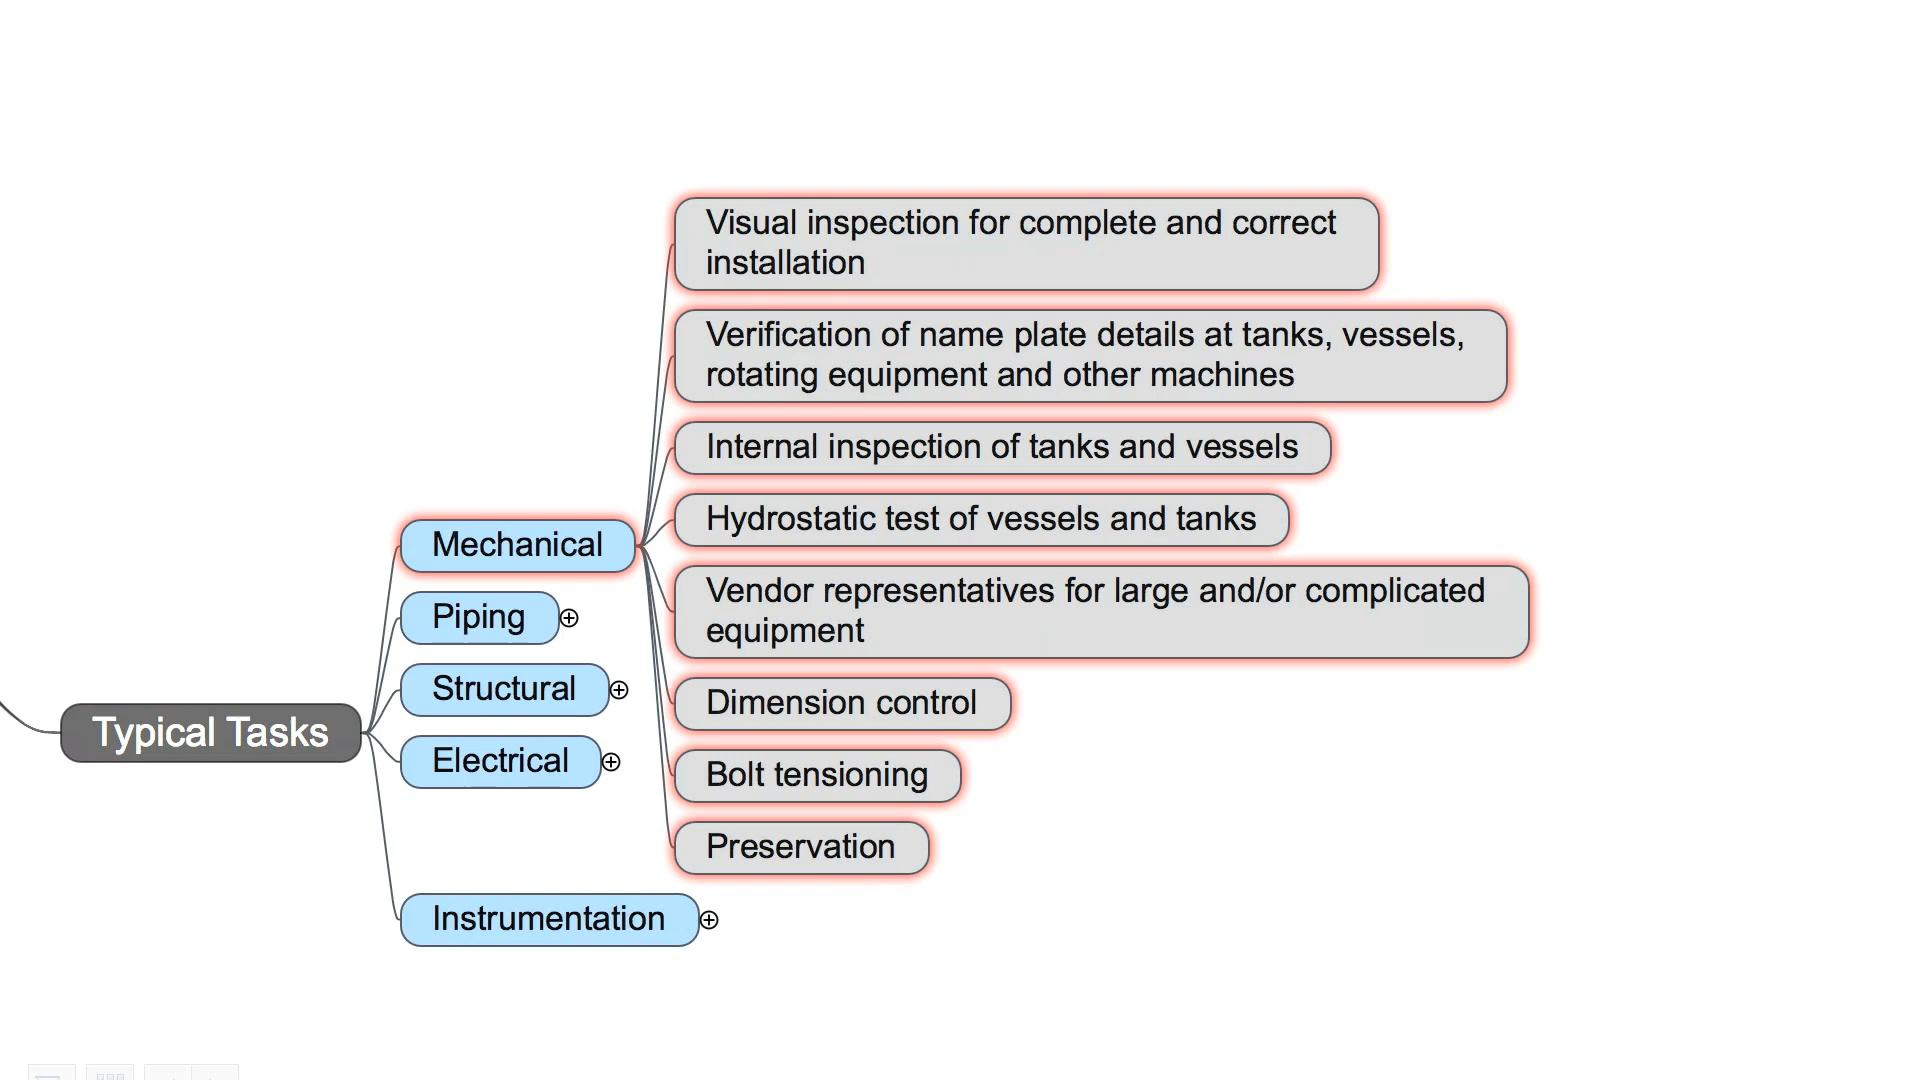 Typical Tasks
Mechanical
Visual inspection for complete and correct
installation
Verification of name plate details at tanks, vessels,
rotating equipment and other machines
Internal inspection of tanks and vessels
Hydrostatic test of vessels and tanks
Vendor representatives for large and/or complicated
equipment
Dimension control
Bolt tensioning
Preservation
Piping
Structural
Electrical
Instrumentation